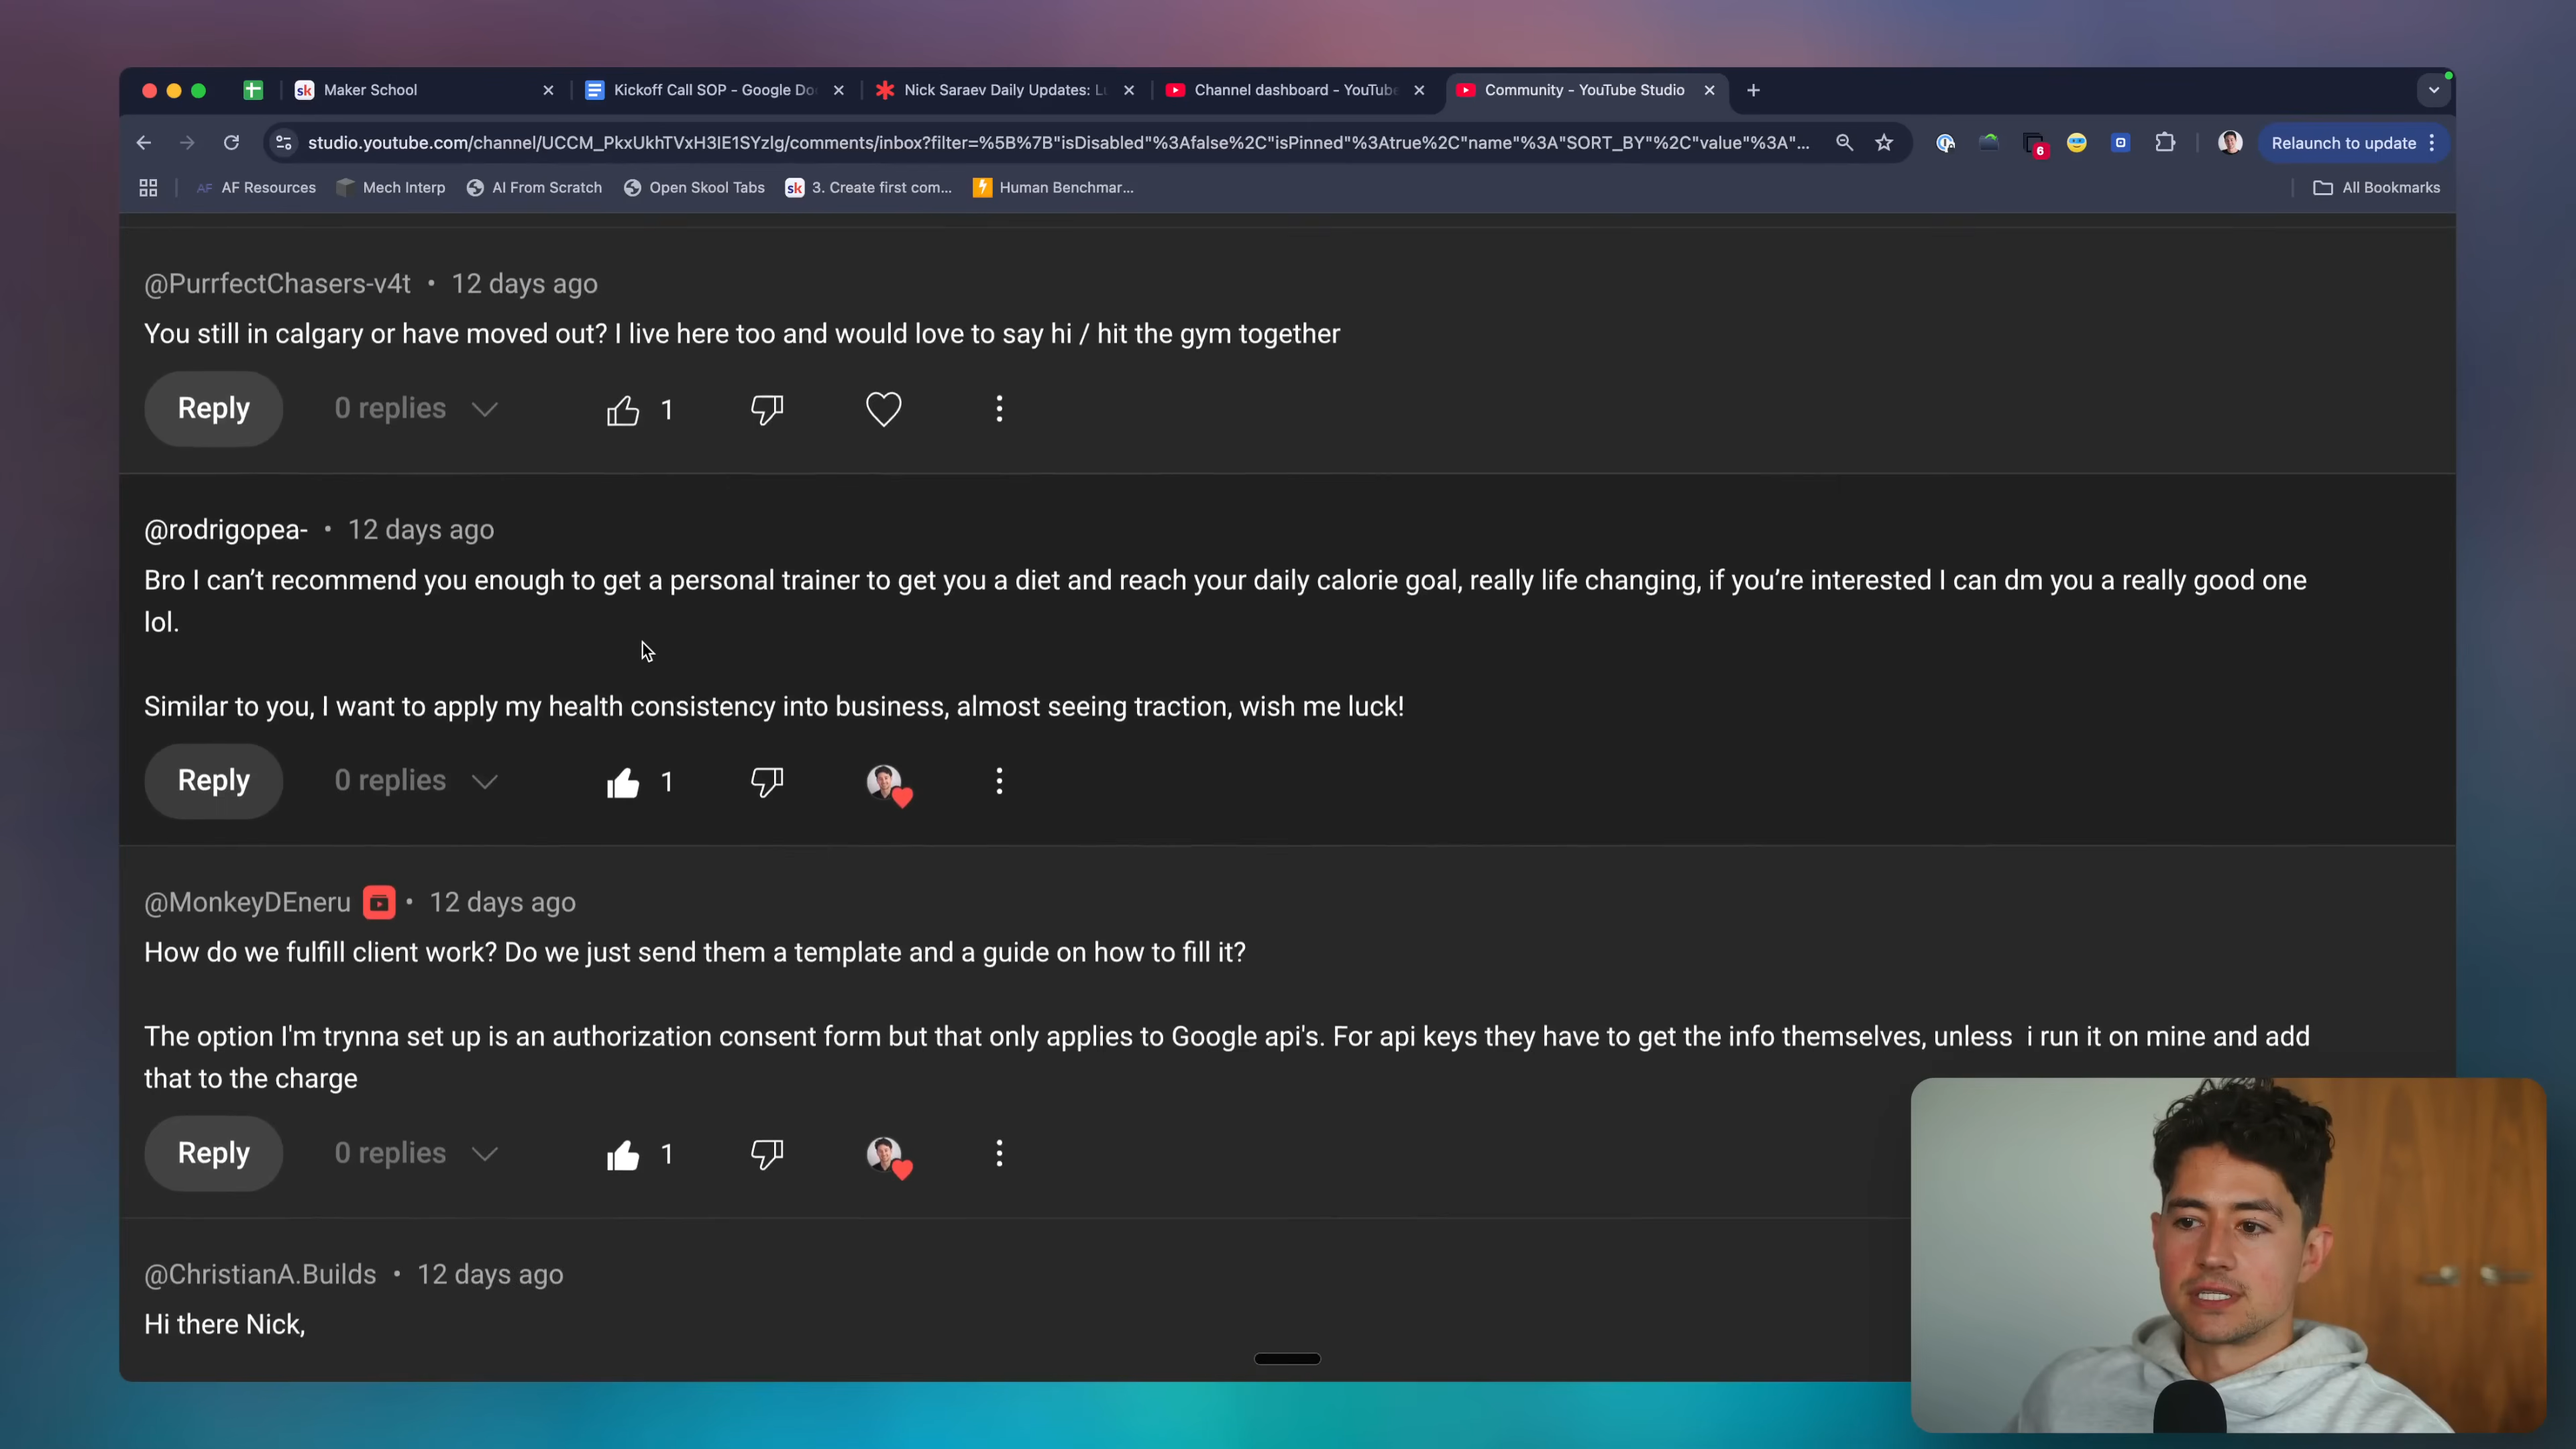 Maker School
Kickoff Call SOP - Google Do
Nick Saraev Daily Updates: L
Channel dashboard - YouTube
Community - YouTube Studio
studio.youtube.com/channel/UCCM_PkxUkhTVxH3IE1SYzlg/comments/inbox?filter=%5B%7B"isDisabled"%3Afalse%2C"isPinned"%3Atrue%2C"name"%3A"SORT_BY"%2C"value"%3A"...
6
Relaunch to update
AF AF Resources
Mech Interp
AI From Scratch
Open Skool Tabs
sk 3. Create first com...
Human Benchmar...
All Bookmarks
@PurrfectChasers-v4t • 12 days ago
You still in calgary or have moved out? I live here too and would love to say hi / hit the gym together
Reply 0 replies 1
@rodrigopea- • 12 days ago
Bro I can’t recommend you enough to get a personal trainer to get you a diet and reach your daily calorie goal, really life changing, if you’re interested I can dm you a really good one
lol.
Similar to you, I want to apply my health consistency into business, almost seeing traction, wish me luck!
Reply 0 replies 1
@MonkeyDEneru • 12 days ago
How do we fulfill client work? Do we just send them a template and a guide on how to fill it?
The option I'm trynna set up is an authorization consent form but that only applies to Google api's. For api keys they have to get the info themselves, unless i run it on mine and add
that to the charge
Reply 0 replies 1
@ChristianA.Builds • 12 days ago
Hi there Nick,